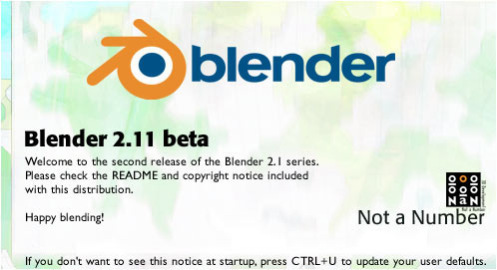 blender
Blender 2.11 beta
Welcome to the second release of the Blender 2.1 series.
Please check the README and copyright notice included
with this distribution.
Happy blending!
Not a Number
If you don't want to see this notice at startup, press CTRL+U to update your user defaults.